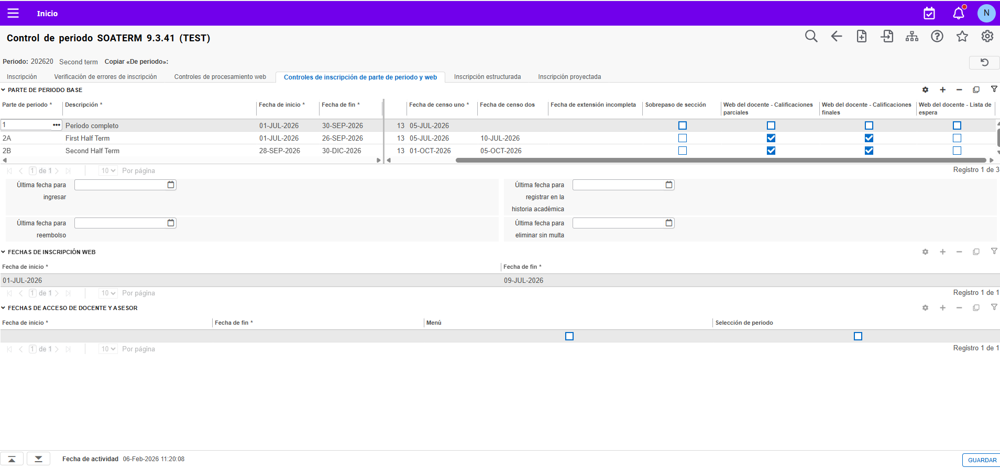 Inicio
N
Control de periodo SOATERM 9.3.41 (TEST)
Periodo: 202620 Second term Copiar «De periodo»:
Inscripción Verificación de errores de inscripción Controles de procesamiento web Controles de inscripción de parte de periodo y web Inscripción estructurada Inscripción proyectada
PARTE DE PERIODO BASE
Parte de periodo * Descripción * Fecha de inicio * Fecha de fin * Fecha de censo uno * Fecha de censo dos Fecha de extensión incompleta Sobrepaso de sección Web del docente - Calificaciones parciales Web del docente - Calificaciones finales Web del docente - Lista de espera
1 ••• Periodo completo 01-JUL-2026 30-SEP-2026 13 05-JUL-2026
2A First Half Term 01-JUL-2026 26-SEP-2026 13 05-JUL-2026 10-JUL-2026
2B Second Half Term 28-SEP-2026 30-DIC-2026 13 01-OCT-2026 05-OCT-2026
1 de 1 10 Por página Registro 1 de 3
Última fecha para ingresar
Última fecha para registrar en la historia académica
Última fecha para reembolso
Última fecha para eliminar sin multa
FECHAS DE INSCRIPCIÓN WEB
Fecha de inicio * Fecha de fin *
01-JUL-2026 09-JUL-2026
1 de 1 10 Por página Registro 1 de 1
FECHAS DE ACCESO DE DOCENTE Y ASESOR
Fecha de inicio * Fecha de fin * Menú Selección de periodo
1 de 1 10 Por página Registro 1 de 1
Fecha de actividad 06-Feb-2026 11:20:08
GUARDAR